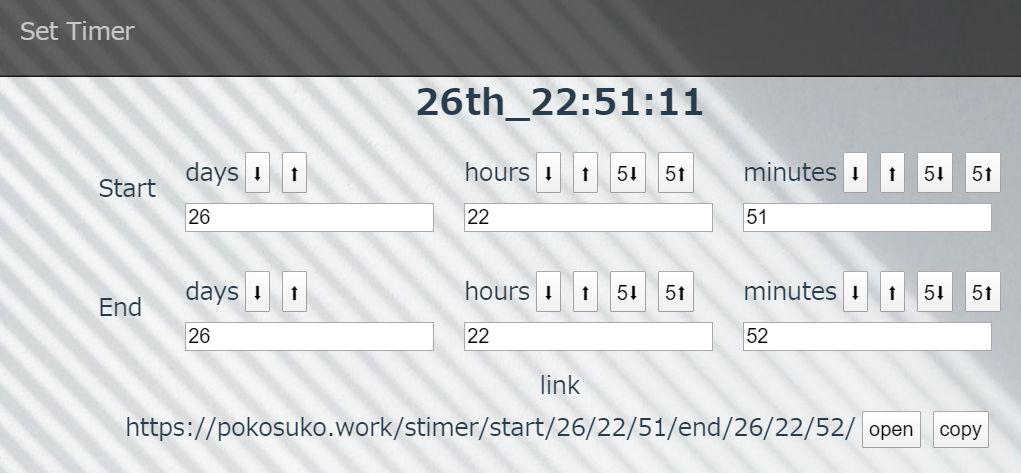 Set Timer
26th_22:51:11
Start
days ⬇ ⬆ hours ⬇ ⬆ 5⬇ 5⬆ minutes ⬇ ⬆ 5⬇ 5⬆
26 22 51
End
days ⬇ ⬆ hours ⬇ ⬆ 5⬇ 5⬆ minutes ⬇ ⬆ 5⬇ 5⬆
26 22 52
link
https://pokosuko.work/stimer/start/26/22/51/end/26/22/52/ open copy